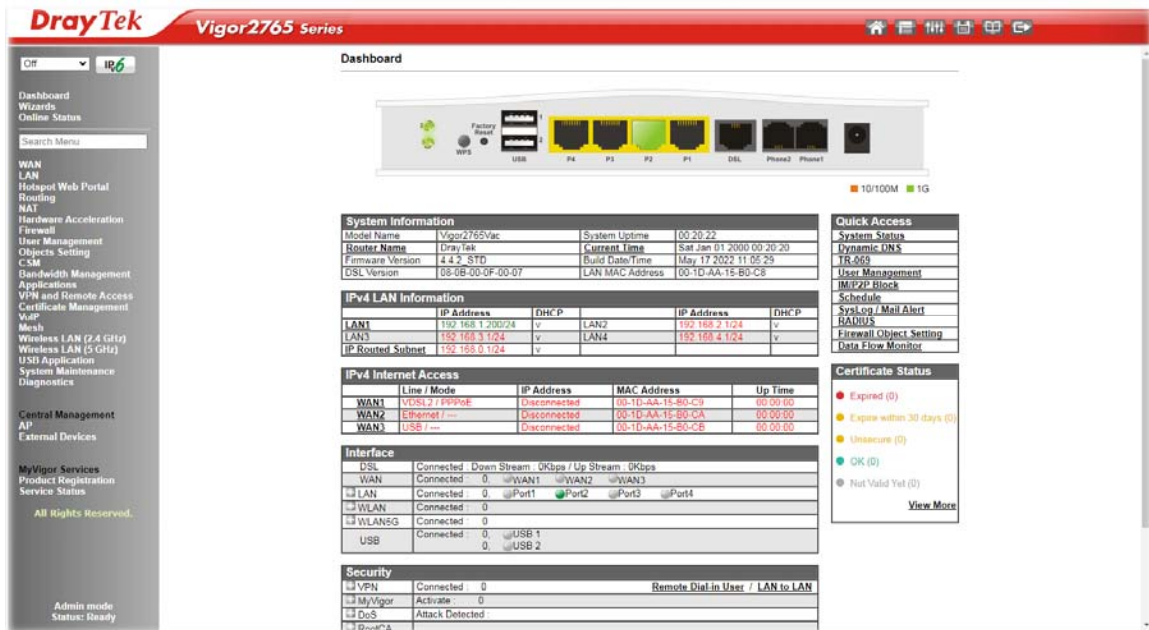 DrayTek Vigor2765 Series
Off IPv6
Dashboard
Wizards
Online Status
Search Menu
WAN
LAN
Hotspot Web Portal
Routing
NAT
Hardware Acceleration
Firewall
User Management
Objects Setting
CSM
Bandwidth Management
Applications
VPN and Remote Access
Certificate Management
VoIP
Mesh
Wireless LAN (2.4 GHz)
Wireless LAN (5 GHz)
USB Application
System Maintenance
Diagnostics
Central Management
AP
External Devices
MyVigor Services
Product Registration
Service Status
All Rights Reserved.
Admin mode
Status: Ready
Dashboard
Factory Reset
WPS
1
2
USB P4 P3 P2 P1 DSL Phone2 Phone1
10/100M 1G
System Information
Model Name Vigor2765Vac System Uptime 00:20:22
Router Name DrayTek Current Time Sat Jan 01 2000 00:20:20
Firmware Version 4.4.2_STD Build Date/Time May 17 2022 11:05:29
DSL Version 08-0B-00-0F-00-07 LAN MAC Address 00-1D-AA-15-B0-C8
IPv4 LAN Information
IP Address DHCP IP Address DHCP
LAN1 192.168.1.200/24 v LAN2 192.168.2.1/24 v
LAN3 192.168.3.1/24 v LAN4 192.168.4.1/24 v
IP Routed Subnet 192.168.0.1/24 v
IPv4 Internet Access
Line / Mode IP Address MAC Address Up Time
WAN1 VDSL2 / PPPoE Disconnected 00-1D-AA-15-B0-C9 00:00:00
WAN2 Ethernet / --- Disconnected 00-1D-AA-15-B0-CA 00:00:00
WAN3 USB / --- Disconnected 00-1D-AA-15-B0-CB 00:00:00
Interface
DSL Connected : Down Stream : 0Kbps / Up Stream : 0Kbps
WAN Connected : 0, WAN1 WAN2 WAN3
LAN Connected : 0, Port1 Port2 Port3 Port4
WLAN Connected : 0
WLAN5G Connected : 0
USB Connected : 0, USB 1
0, USB 2
Security
VPN Connected : 0 Remote Dial-in User / LAN to LAN
MyVigor Activate : 0
DoS Attack Detected :
RootCA
Quick Access
System Status
Dynamic DNS
TR-069
User Management
IM/P2P Block
Schedule
SysLog / Mail Alert
RADIUS
Firewall Object Setting
Data Flow Monitor
Certificate Status
Expired (0)
Expire within 30 days (0)
Unsecure (0)
OK (0)
Not Valid Yet (0)
View More